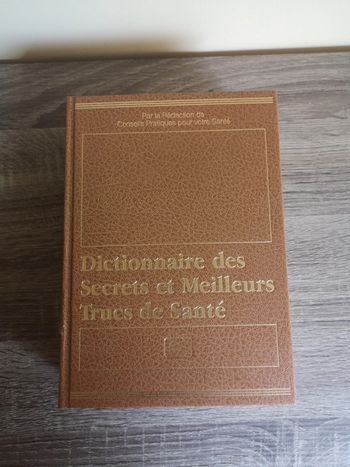 Par la Rédaction de
Conseils Pratiques pour votre Santé
Dictionnaire des
Secrets et Meilleurs
Trucs de Santé